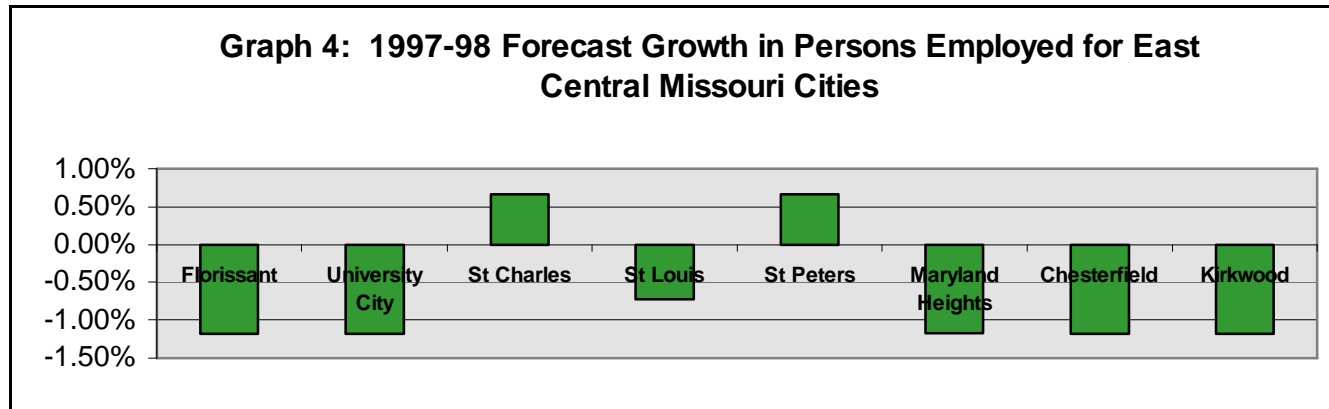 Graph 4:  1997-98 Forecast Growth in Persons Employed for East
Central Missouri Cities
1.00%
0.50%
0.00%
-0.50%
-1.00%
-1.50%
Florissant
University
City
St Charles
St Louis
St Peters
Maryland
Heights
Chesterfield
Kirkwood